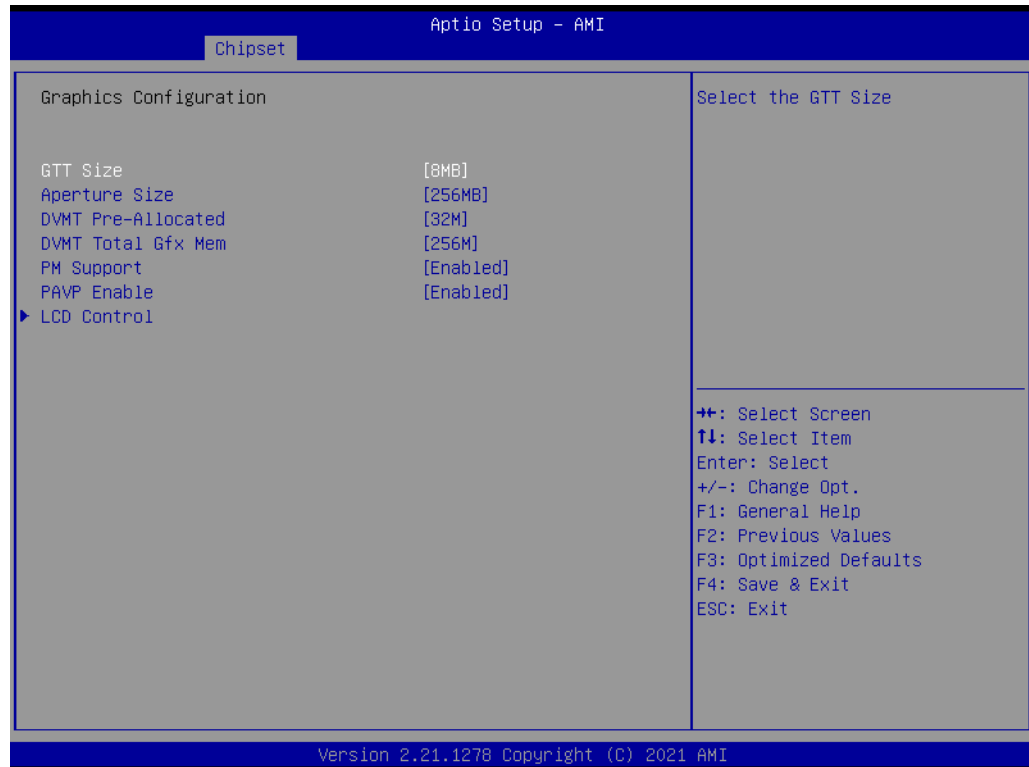 Aptio Setup – AMI
Chipset
Graphics Configuration
GTT Size [8MB]
Aperture Size [256MB]
DVMT Pre-Allocated [32M]
DVMT Total Gfx Mem [256M]
PM Support [Enabled]
PAVP Enable [Enabled]
LCD Control
Select the GTT Size
→←: Select Screen
↑↓: Select Item
Enter: Select
+/-: Change Opt.
F1: General Help
F2: Previous Values
F3: Optimized Defaults
F4: Save & Exit
ESC: Exit
Version 2.21.1278 Copyright (C) 2021 AMI